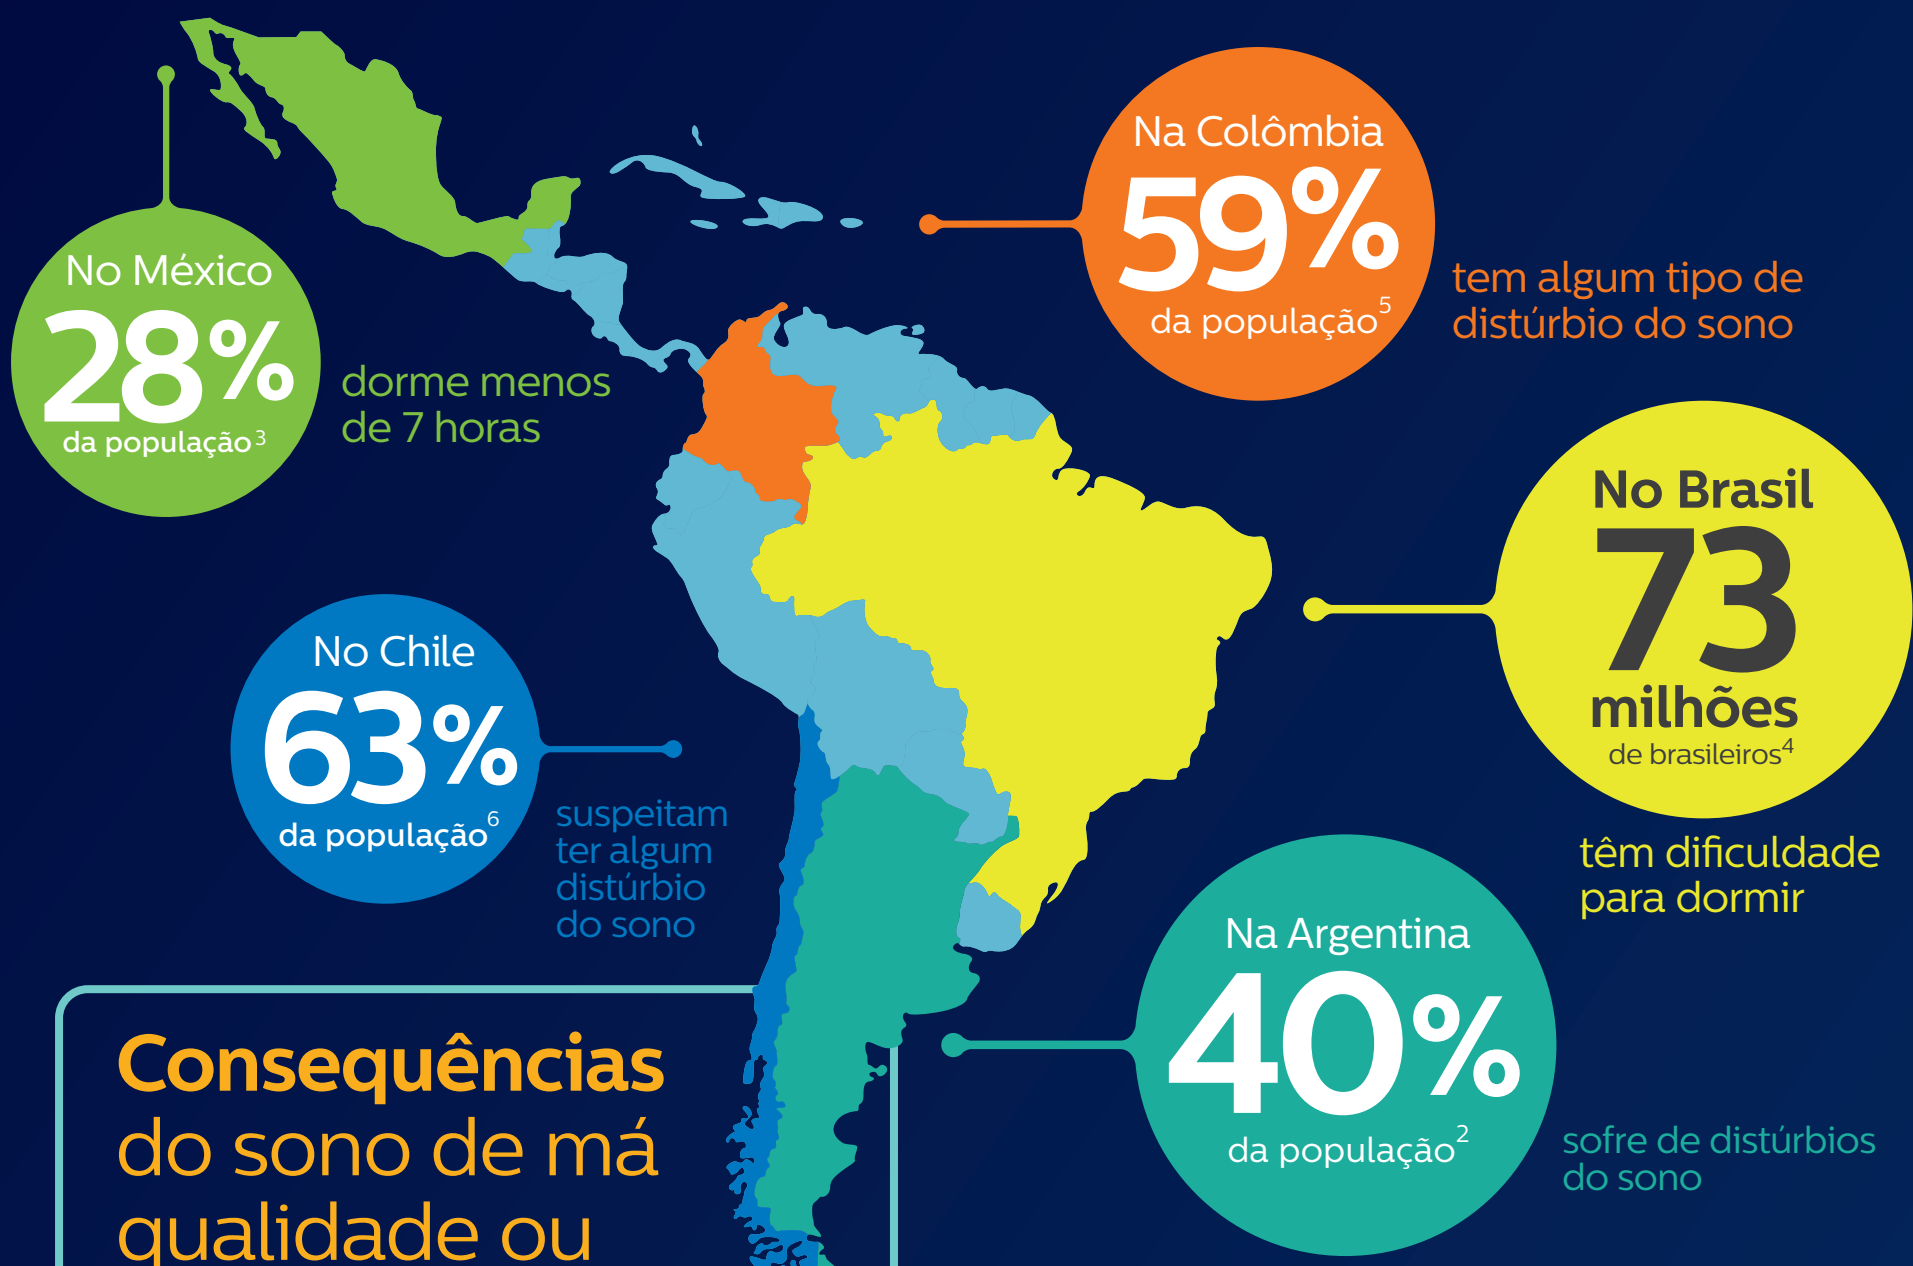 Na Colômbia
59%
da população5
tem algum tipo de
distúrbio do sono
No México
28%
da população3
dorme menos
de 7 horas
No Brasil
73
milhões
de brasileiros4
têm dificuldade
para dormir
No Chile
63%
da população6
suspeitam
ter algum
distúrbio
do sono
Na Argentina
40%
da população2
sofre de distúrbios
do sono
Consequências
do sono de má
qualidade ou